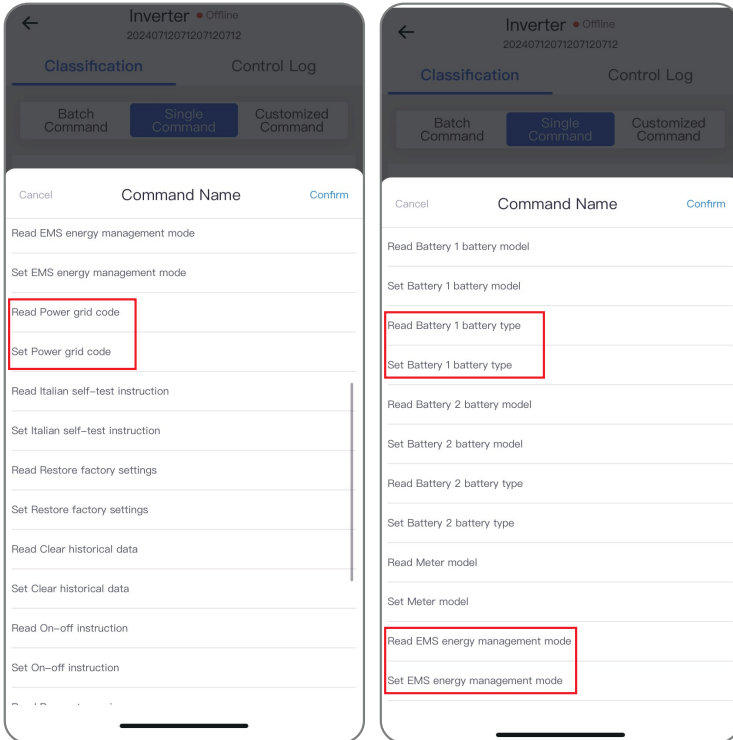 Inverter • Offline
20240712071207120712
Classification Control Log
Batch Command Single Command Customized Command
Cancel Command Name Confirm
Read EMS energy management mode
Set EMS energy management mode
Read Power grid code
Set Power grid code
Read Italian self-test instruction
Set Italian self-test instruction
Read Restore factory settings
Set Restore factory settings
Read Clear historical data
Set Clear historical data
Read On-off instruction
Set On-off instruction
Inverter • Offline
20240712071207120712
Classification Control Log
Batch Command Single Command Customized Command
Cancel Command Name Confirm
Read Battery 1 battery model
Set Battery 1 battery model
Read Battery 1 battery type
Set Battery 1 battery type
Read Battery 2 battery model
Set Battery 2 battery model
Read Battery 2 battery type
Set Battery 2 battery type
Read Meter model
Set Meter model
Read EMS energy management mode
Set EMS energy management mode